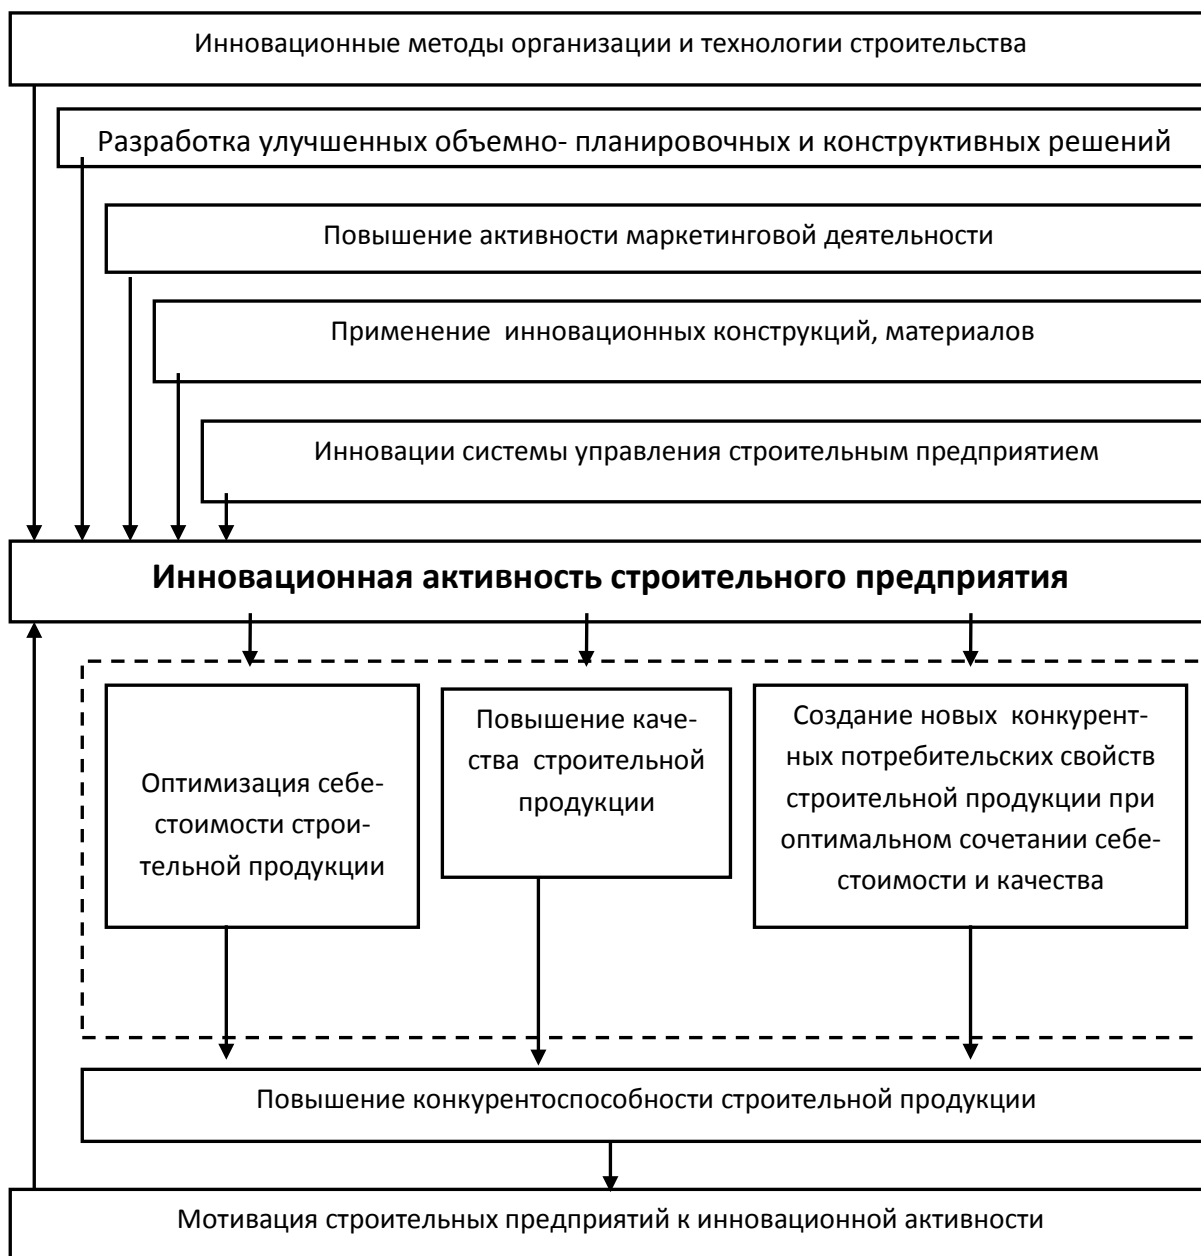 Инновационные методы организации и технологии строительства
Разработка улучшенных объемно- планировочных и конструктивных решений
Повышение активности маркетинговой деятельности
Применение инновационных конструкций, материалов
Инновации системы управления строительным предприятием
Инновационная активность строительного предприятия
Оптимизация себе-
стоимости строи-
тельной продукции
Повышение каче-
ства строительной
продукции
Создание новых конкурент-
ных потребительских свойств
строительной продукции при
оптимальном сочетании себе-
стоимости и качества
Повышение конкурентоспособности строительной продукции
Мотивация строительных предприятий к инновационной активности